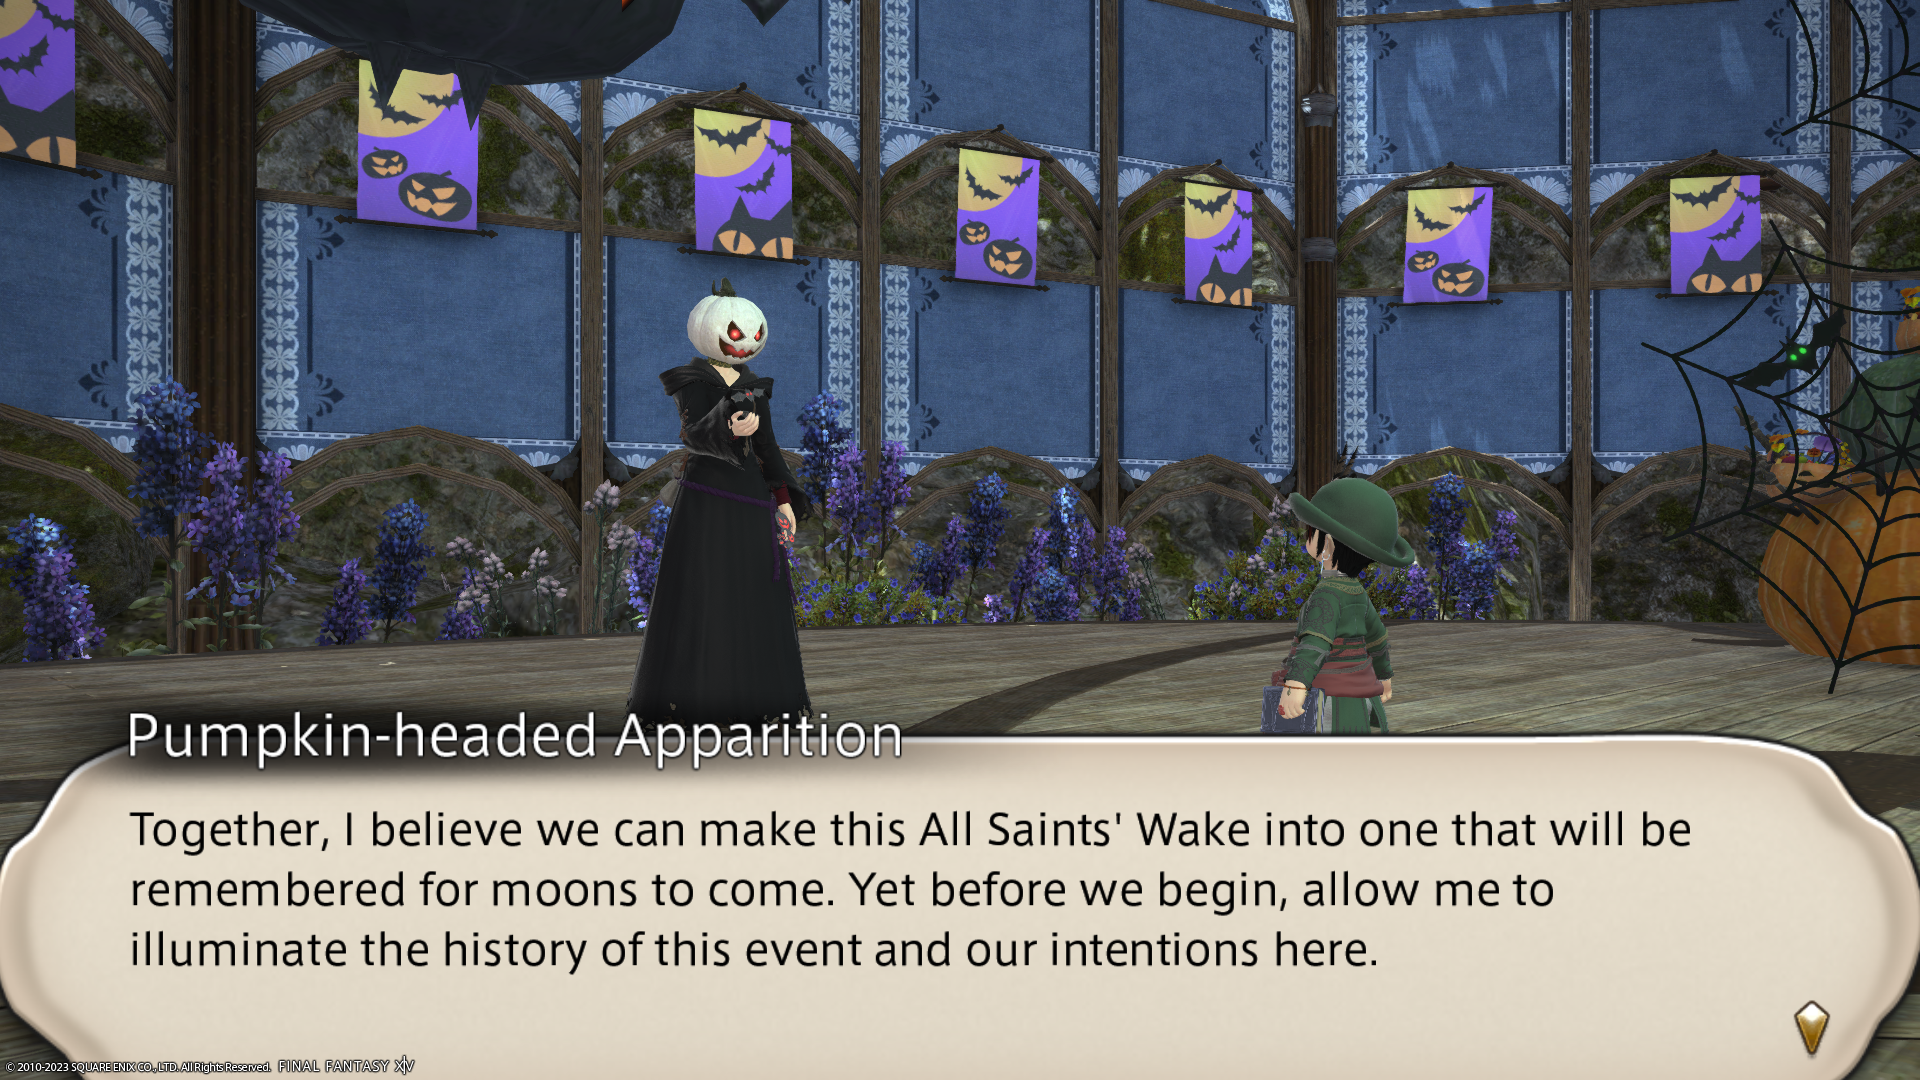 Pumpkin-headed Apparition
Together, I believe we can make this All Saints' Wake into one that will be
remembered for moons to come. Yet before we begin, allow me to
illuminate the history of this event and our intentions here.
© 2010-2023 SQUARE ENIX CO., LTD. All Rights Reserved. FINAL FANTASY XIV